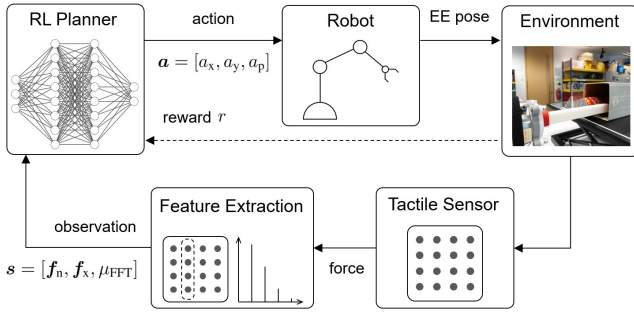 RL Planner
action
Robot
EE pose
Environment
𝒂 = [a_x, a_y, a_p]
reward r
observation
Feature Extraction
Tactile Sensor
force
𝒔 = [𝒇_n, 𝒇_x, μ_FFT]